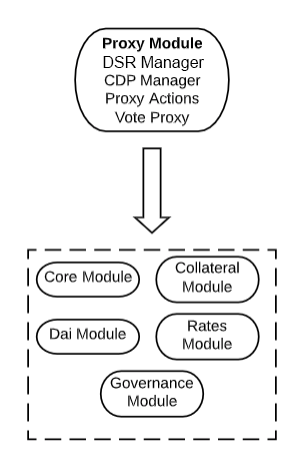 Proxy Module
DSR Manager
CDP Manager
Proxy Actions
Vote Proxy
Core Module
Collateral
Module
Dai Module
Rates
Module
Governance
Module